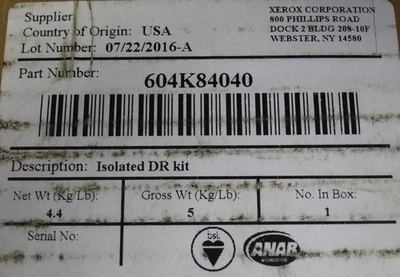 Supplier
XEROX CORPORATION
800 PHILLIPS ROAD
DOCK 2 BLDG 208-10F
WEBSTER, NY 14580
Country of Origin: USA
Lot Number: 07/22/2016-A
Part Number:
604K84040
Description: Isolated DR kit
Net Wt (Kg/Lb):
4.4
Gross Wt (Kg/Lb):
5
No. In Box:
1
Serial No:
bsi.
ANAB